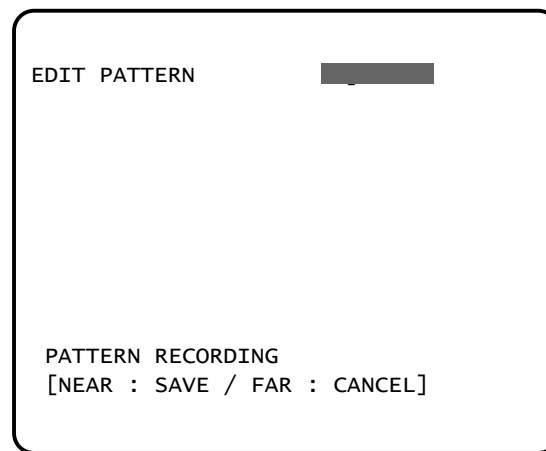 EDIT PATTERN
PATTERN RECORDING
[NEAR : SAVE / FAR : CANCEL]